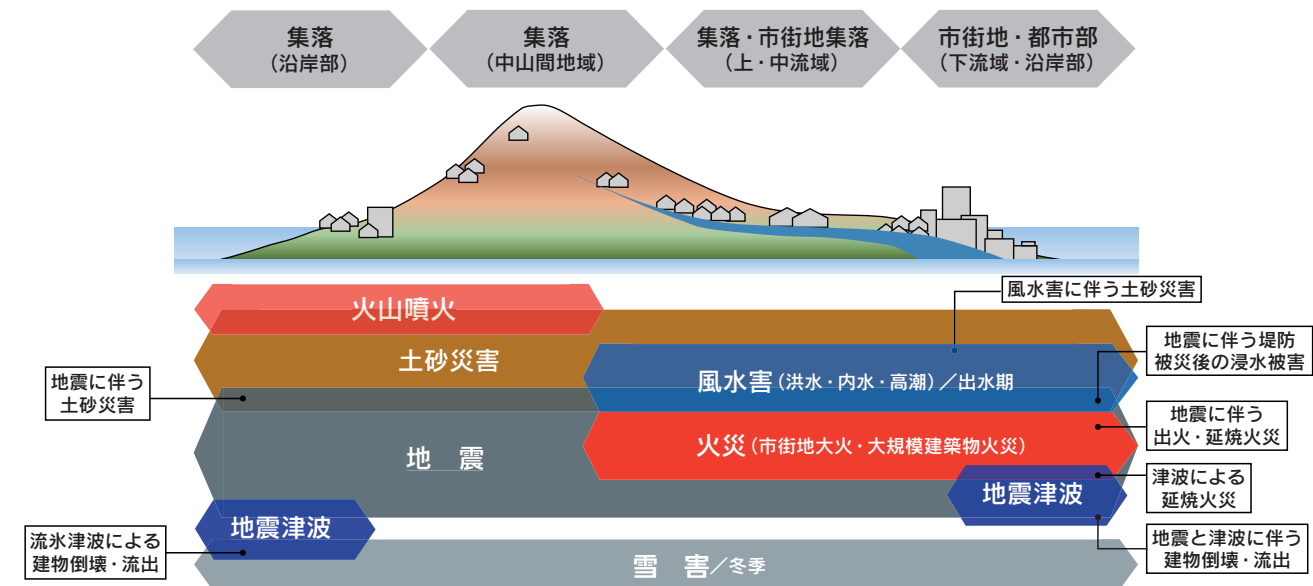 集落
(沿岸部)
集落
(中山間地域)
集落・市街地集落
(上・中流域)
市街地・都市部
(下流域・沿岸部)
風水害に伴う土砂災害
火山噴火
土砂災害
地震に伴う堤防
被災後の浸水被害
風水害(洪水・内水・高潮)/出水期
地震に伴う
土砂災害
地震に伴う
出火・延焼火災
火災(市街地大火・大規模建築物火災)
地 震
津波による
延焼火災
地震津波
地震津波
流氷津波による
建物倒壊・流出
地震と津波に伴う
建物倒壊・流出
雪 害/冬季